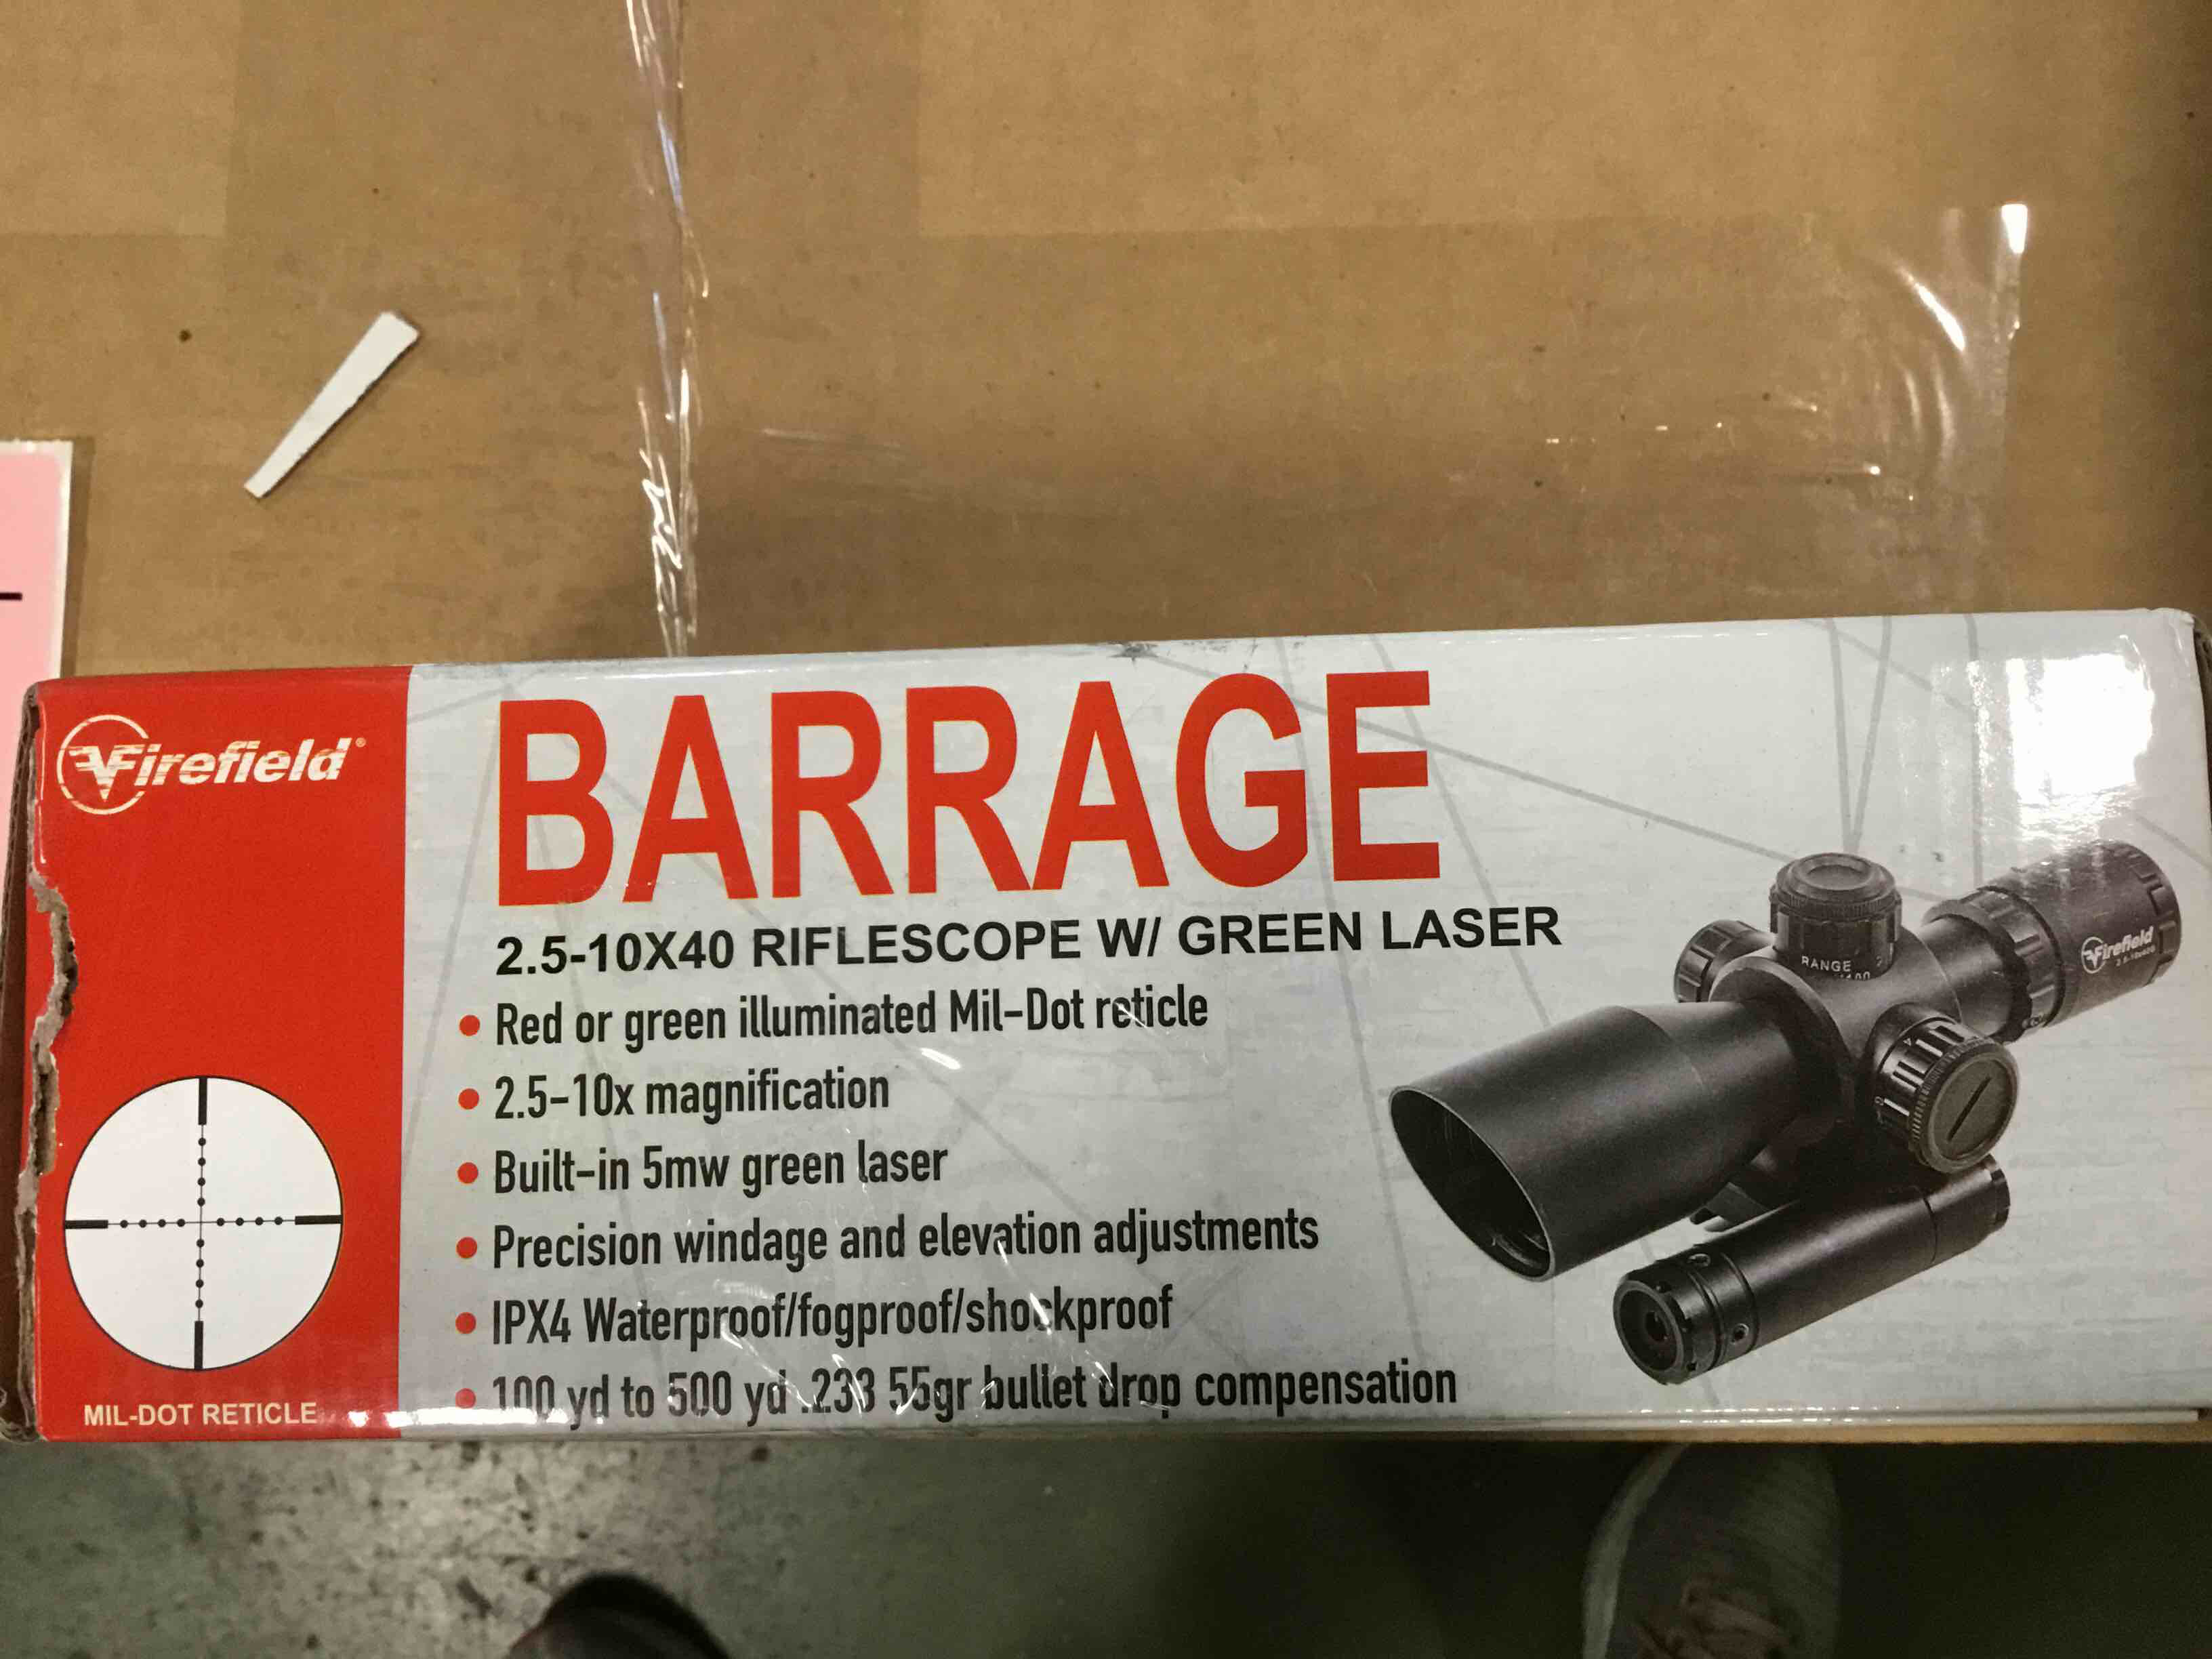 Firefield®
BARRAGE
2.5-10X40 RIFLESCOPE W/ GREEN LASER
• Red or green illuminated Mil-Dot reticle
• 2.5-10x magnification
• Built-in 5mw green laser
• Precision windage and elevation adjustments
• IPX4 Waterproof/fogproof/shockproof
• 100 yd to 500 yd .233 55gr bullet drop compensation
MIL-DOT RETICLE
RANGE
Firefield